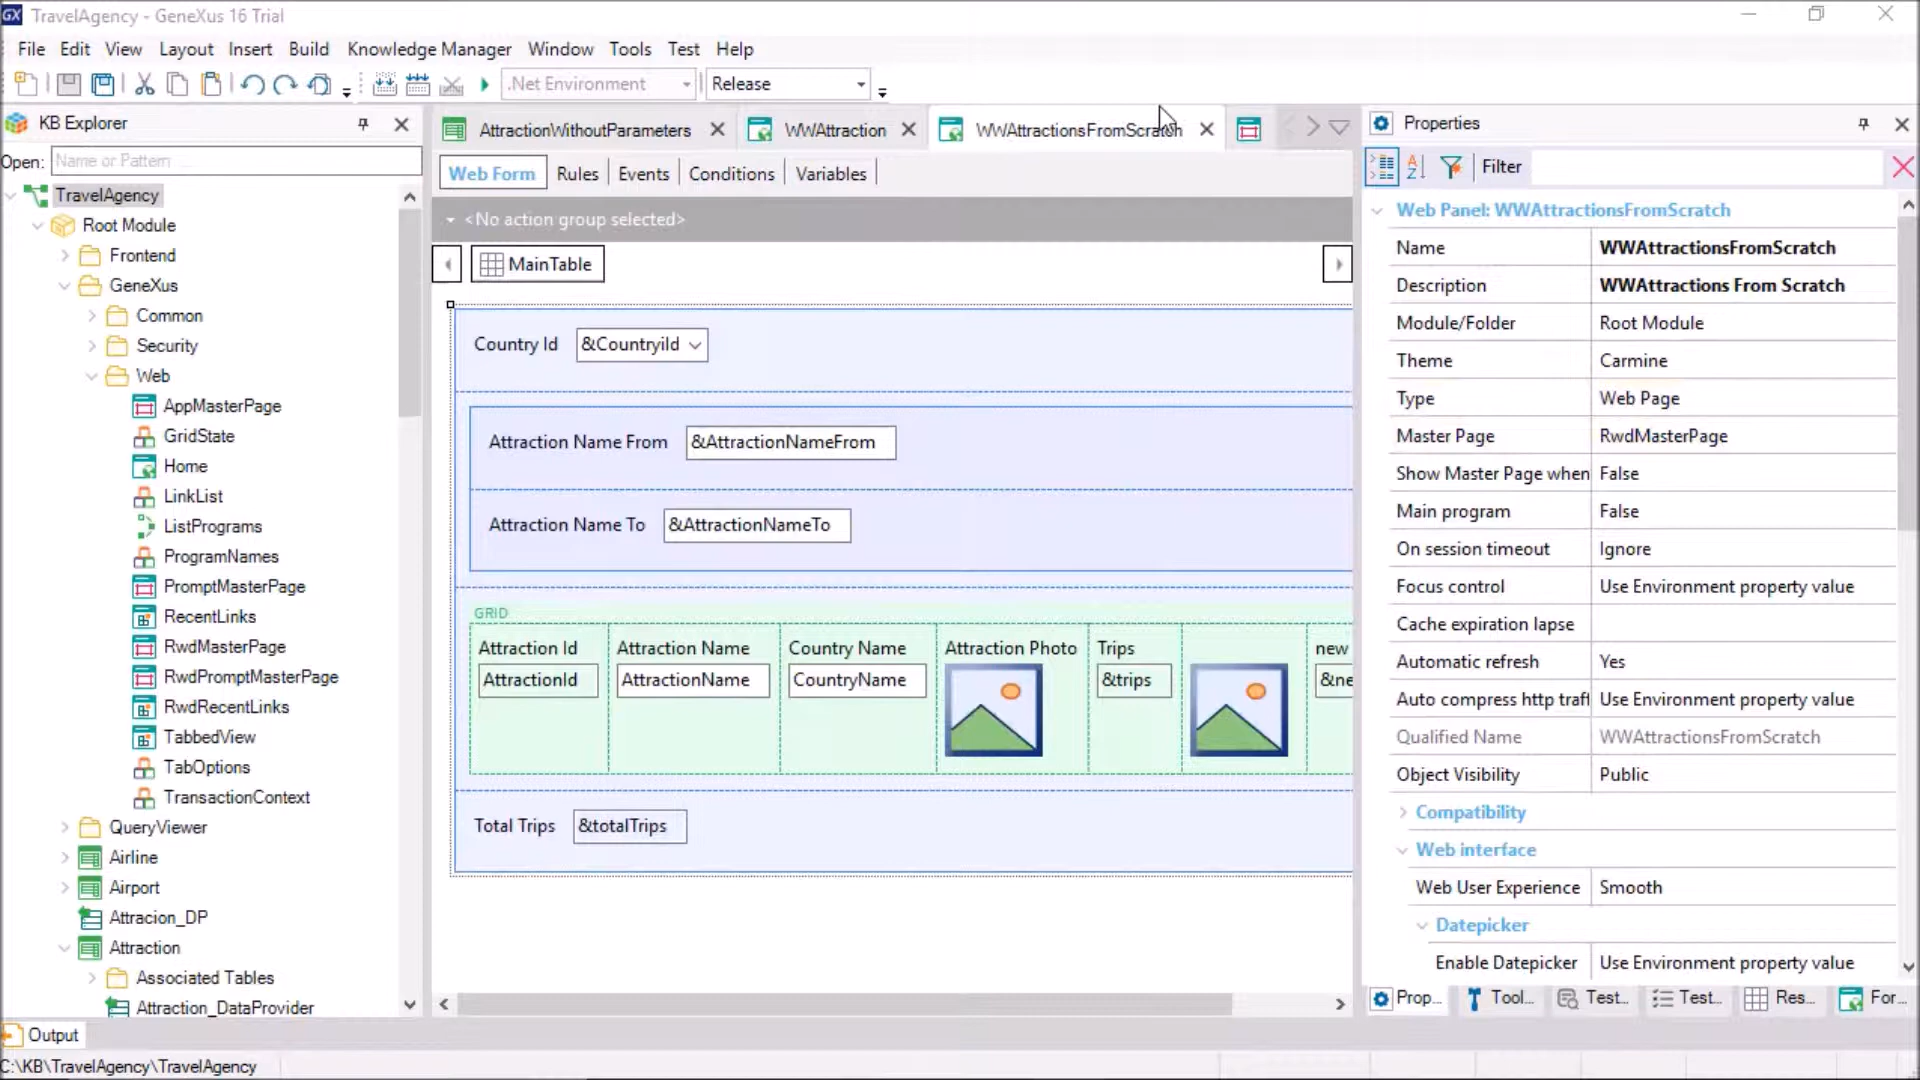 TravelAgency - GeneXus 16 Trial
File Edit View Layout Insert Build Knowledge Manager Window Tools Test Help
.Net Environment Release
KB Explorer
Open: Name or Pattern
TravelAgency
Root Module
Frontend
GeneXus
Common
Security
Web
AppMasterPage
GridState
Home
LinkList
ListPrograms
ProgramNames
PromptMasterPage
RecentLinks
RwdMasterPage
RwdPromptMasterPage
RwdRecentLinks
TabbedView
TabOptions
TransactionContext
QueryViewer
Airline
Airport
Attracion_DP
Attraction
Associated Tables
Attraction_DataProvider
AttractionWithoutParameters WWAttraction WWAttractionsFromScratch
Web Form Rules Events Conditions Variables
<No action group selected>
MainTable
Country Id &CountryiId
Attraction Name From &AttractionNameFrom
Attraction Name To &AttractionNameTo
GRID
Attraction Id Attraction Name Country Name Attraction Photo Trips new
AttractionId AttractionName CountryName &trips &ne
Total Trips &totalTrips
Properties
Filter
Web Panel: WWAttractionsFromScratch
Name WWAttractionsFromScratch
Description WWAttractions From Scratch
Module/Folder Root Module
Theme Carmine
Type Web Page
Master Page RwdMasterPage
Show Master Page when False
Main program False
On session timeout Ignore
Focus control Use Environment property value
Cache expiration lapse
Automatic refresh Yes
Auto compress http traff Use Environment property value
Qualified Name WWAttractionsFromScratch
Object Visibility Public
Compatibility
Web interface
Web User Experience Smooth
Datepicker
Enable Datepicker Use Environment property value
Prop... Tool... Test... Test... Res... For...
Output
C:\KB\TravelAgency\TravelAgency